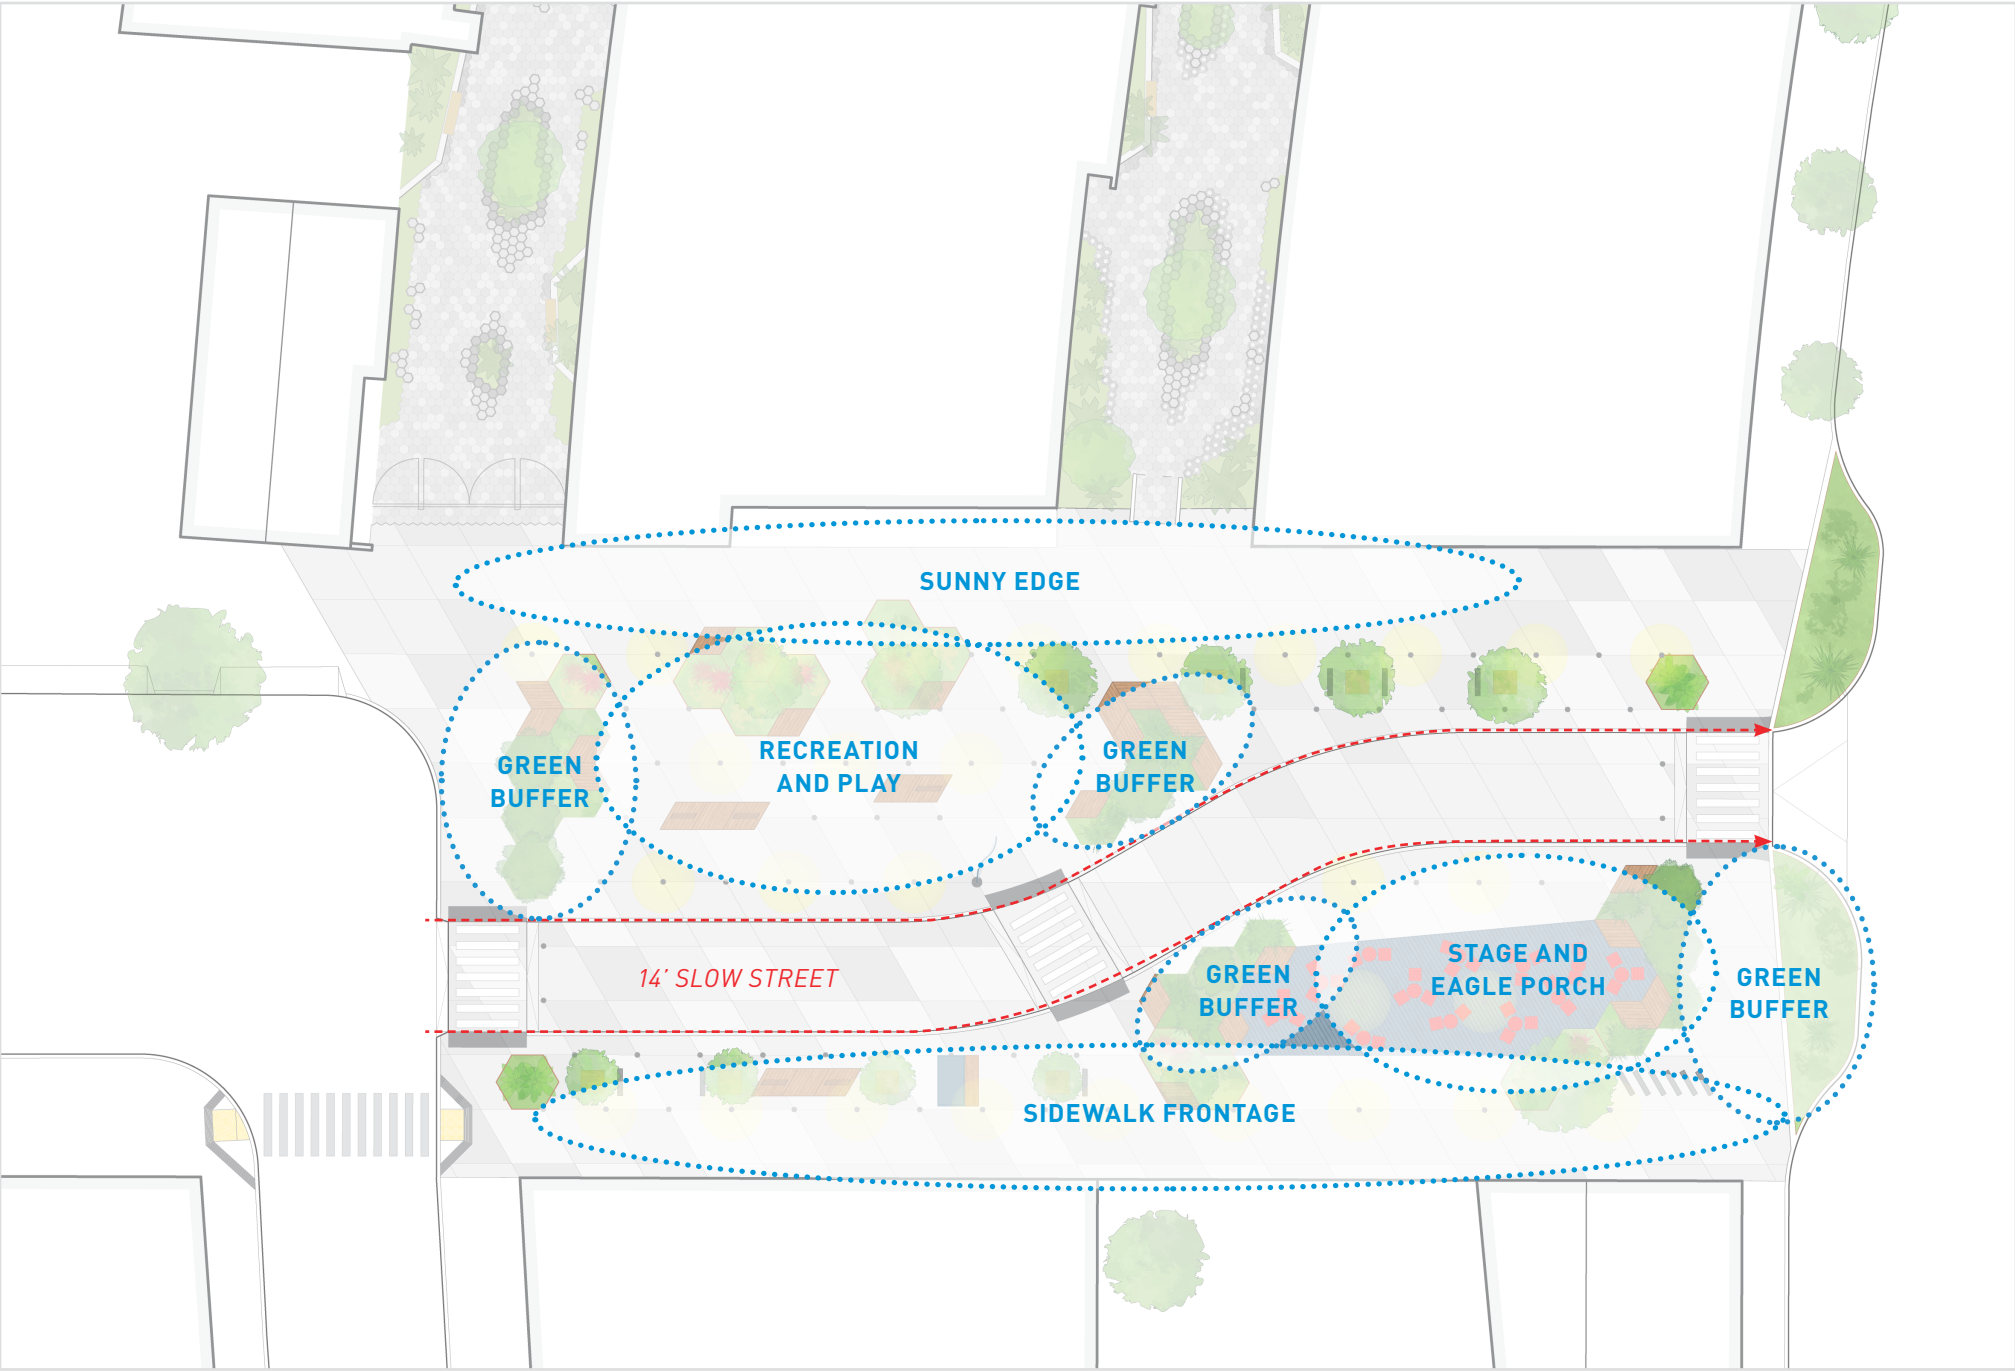 SUNNY EDGE
GREEN
BUFFER
RECREATION
AND PLAY
GREEN
BUFFER
14’ SLOW STREET
GREEN
BUFFER
STAGE AND
EAGLE PORCH
GREEN
BUFFER
SIDEWALK FRONTAGE